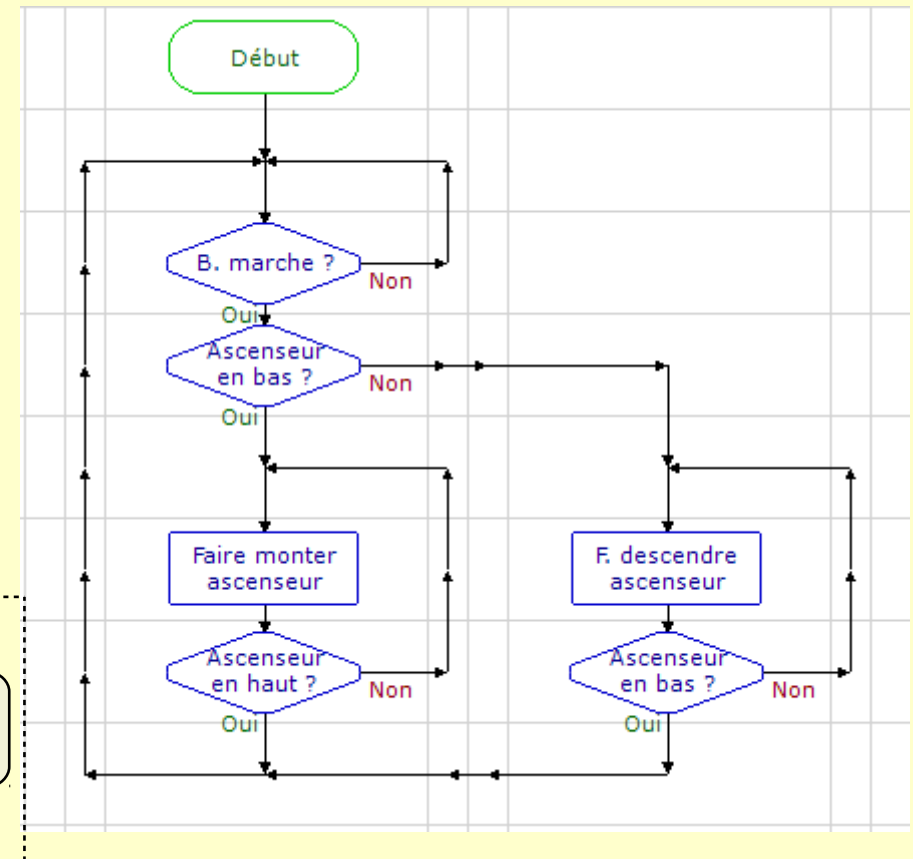 Début
B. marche ?
Non
Oui
Ascenseur
en bas ?
Non
Oui
Faire monter
ascenseur
F. descendre
ascenseur
Ascenseur
en haut ?
Non
Oui
Ascenseur
en bas ?
Non
Oui